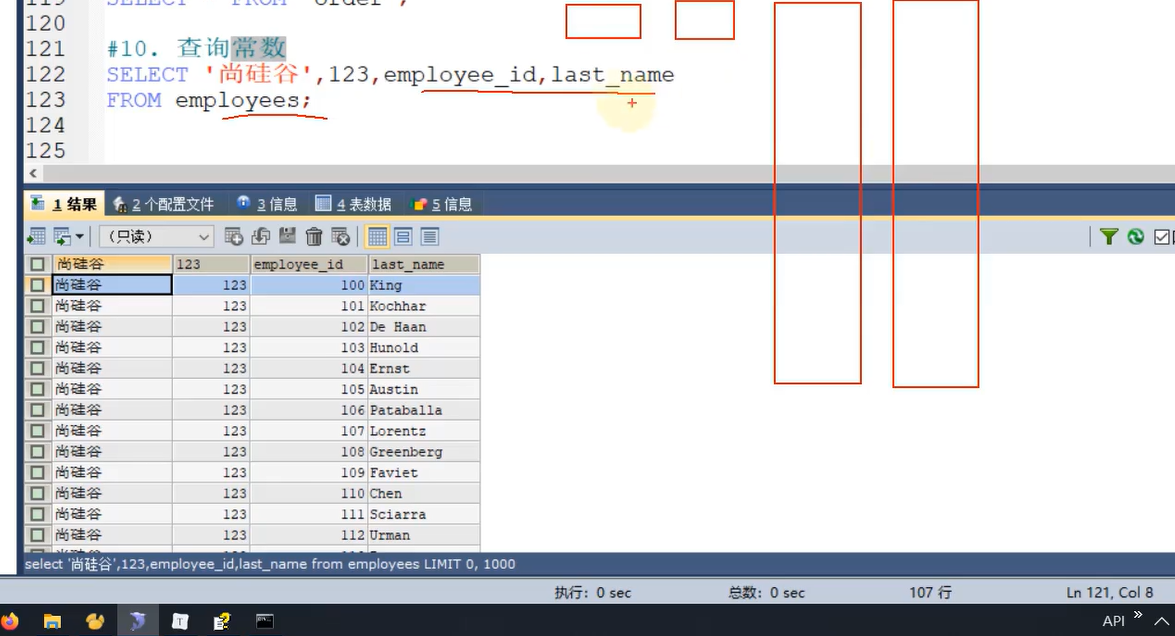 119 SELECT * FROM `order`;
120
121 #10. 查询常数
122 SELECT '尚硅谷',123,employee_id,last_name
123 FROM employees;
124
125
1 结果 2 个配置文件 3 信息 4 表数据 5 信息
(只读)
尚硅谷 123 employee_id last_name
尚硅谷 123 100 King
尚硅谷 123 101 Kochhar
尚硅谷 123 102 De Haan
尚硅谷 123 103 Hunold
尚硅谷 123 104 Ernst
尚硅谷 123 105 Austin
尚硅谷 123 106 Pataballa
尚硅谷 123 107 Lorentz
尚硅谷 123 108 Greenberg
尚硅谷 123 109 Faviet
尚硅谷 123 110 Chen
尚硅谷 123 111 Sciarra
尚硅谷 123 112 Urman
select '尚硅谷',123,employee_id,last_name from employees LIMIT 0, 1000
执行: 0 sec 总数: 0 sec 107 行 Ln 121, Col 8
API